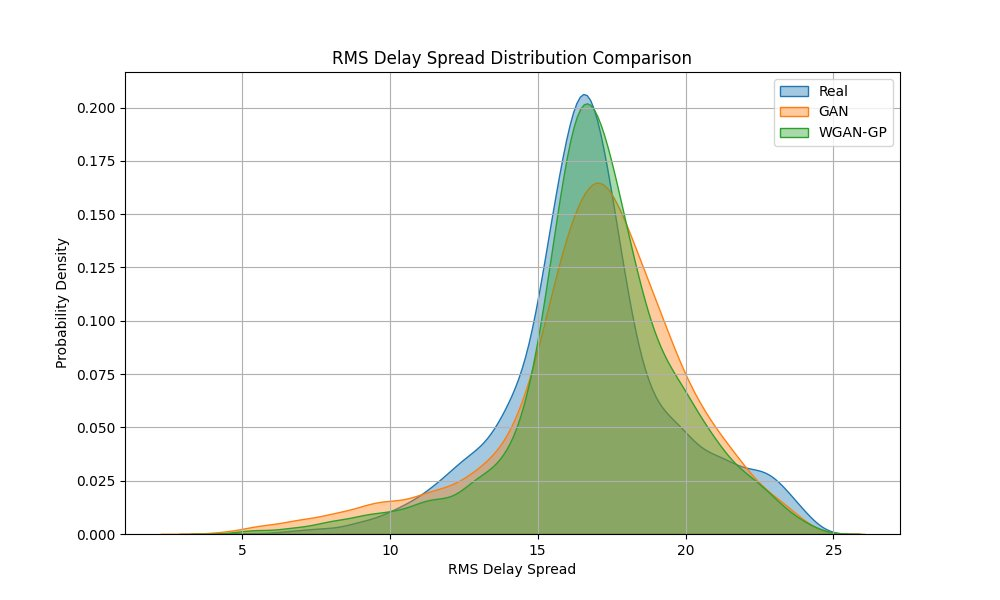 RMS Delay Spread Distribution Comparison
Real
GAN
WGAN-GP
Probability Density
0.200
0.175
0.150
0.125
0.100
0.075
0.050
0.025
0.000
5
10
15
20
25
RMS Delay Spread